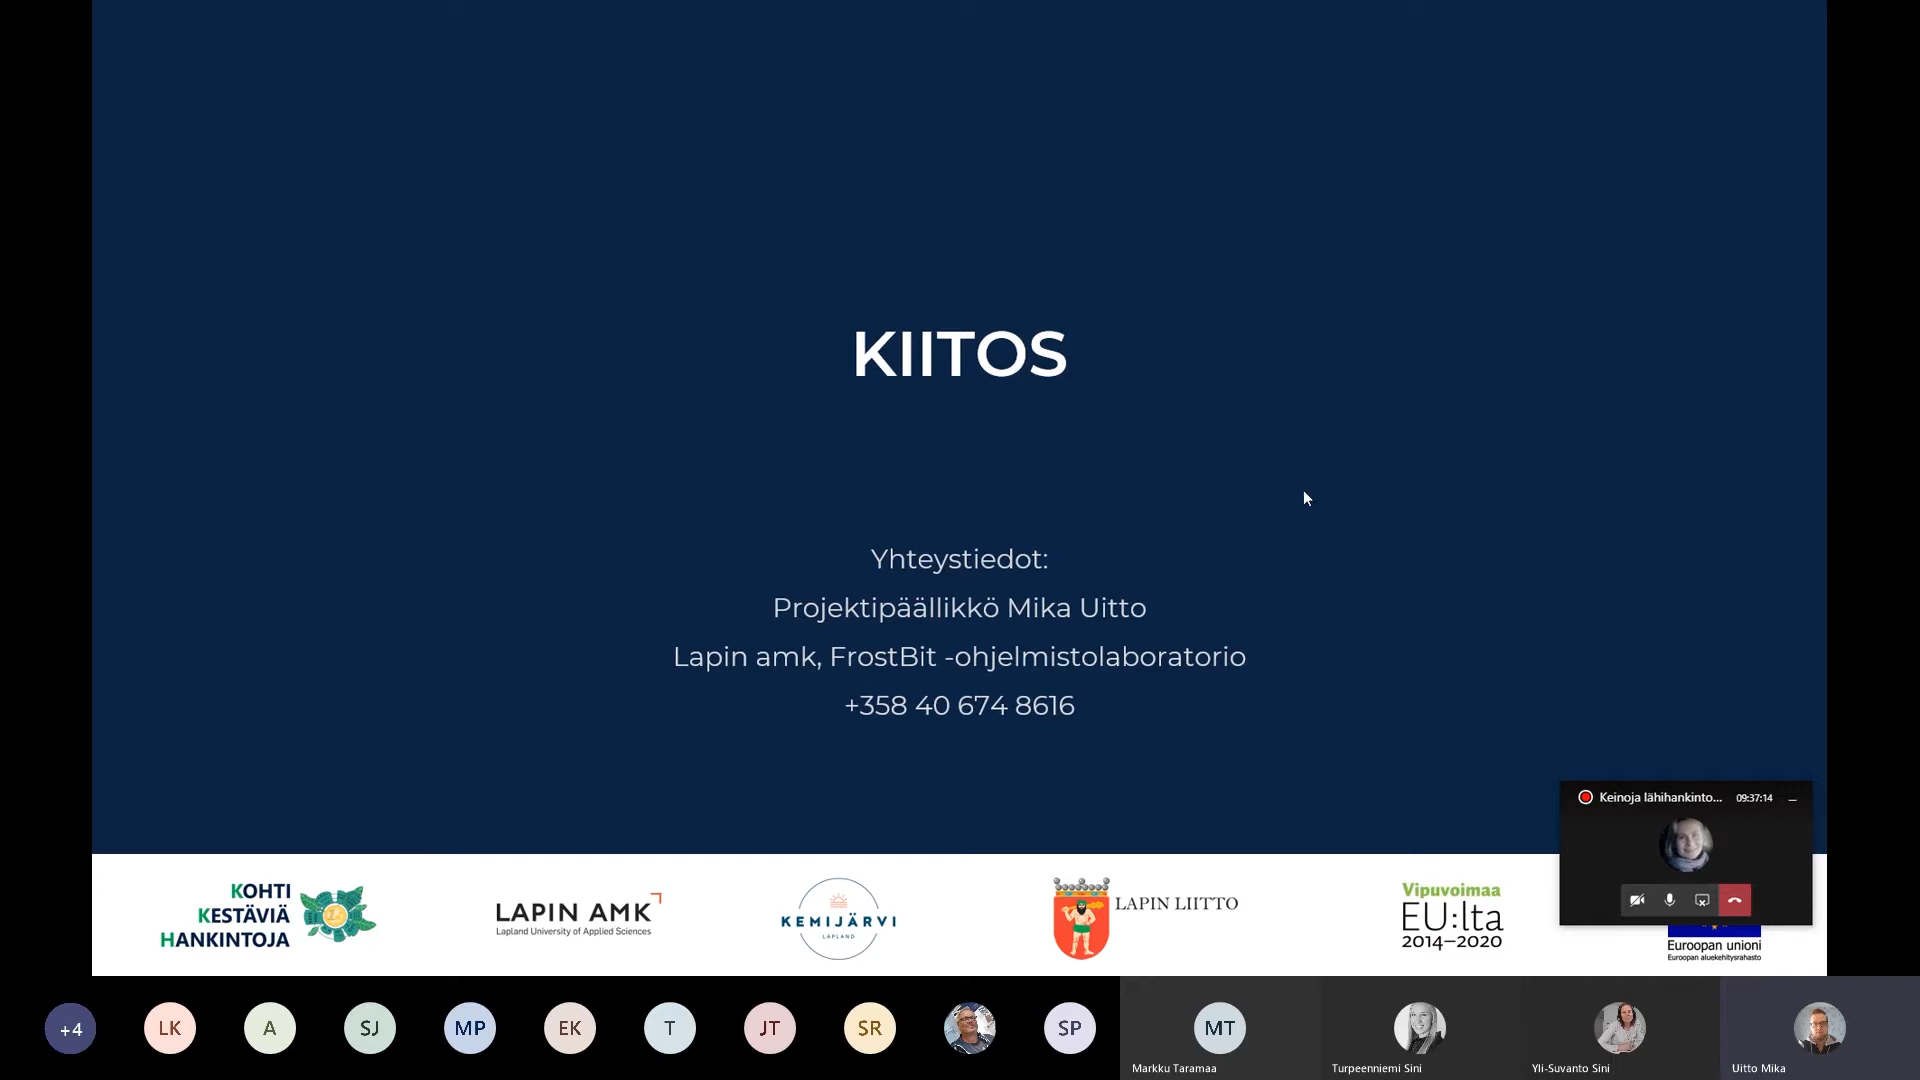 KIITOS
Yhteystiedot:
Projektipäällikkö Mika Uitto
Lapin amk, FrostBit -ohjelmistolaboratorio
+358 40 674 8616
Keinoja lähihankinto... 09:37:14
KOHTI
KESTÄVIÄ
HANKINTOJA
LAPIN AMK
Lapland University of Applied Sciences
KEMIJÄRVI
LAPLAND
LAPIN LIITTO
Vipuvoimaa
EU:lta
2014–2020
Euroopan unioni
Euroopan aluekehitysrahasto
+4 LK A SJ MP EK T JT SR SP MT
Markku Taramaa Turpeenniemi Sini Yli-Suvanto Sini Uitto Mika